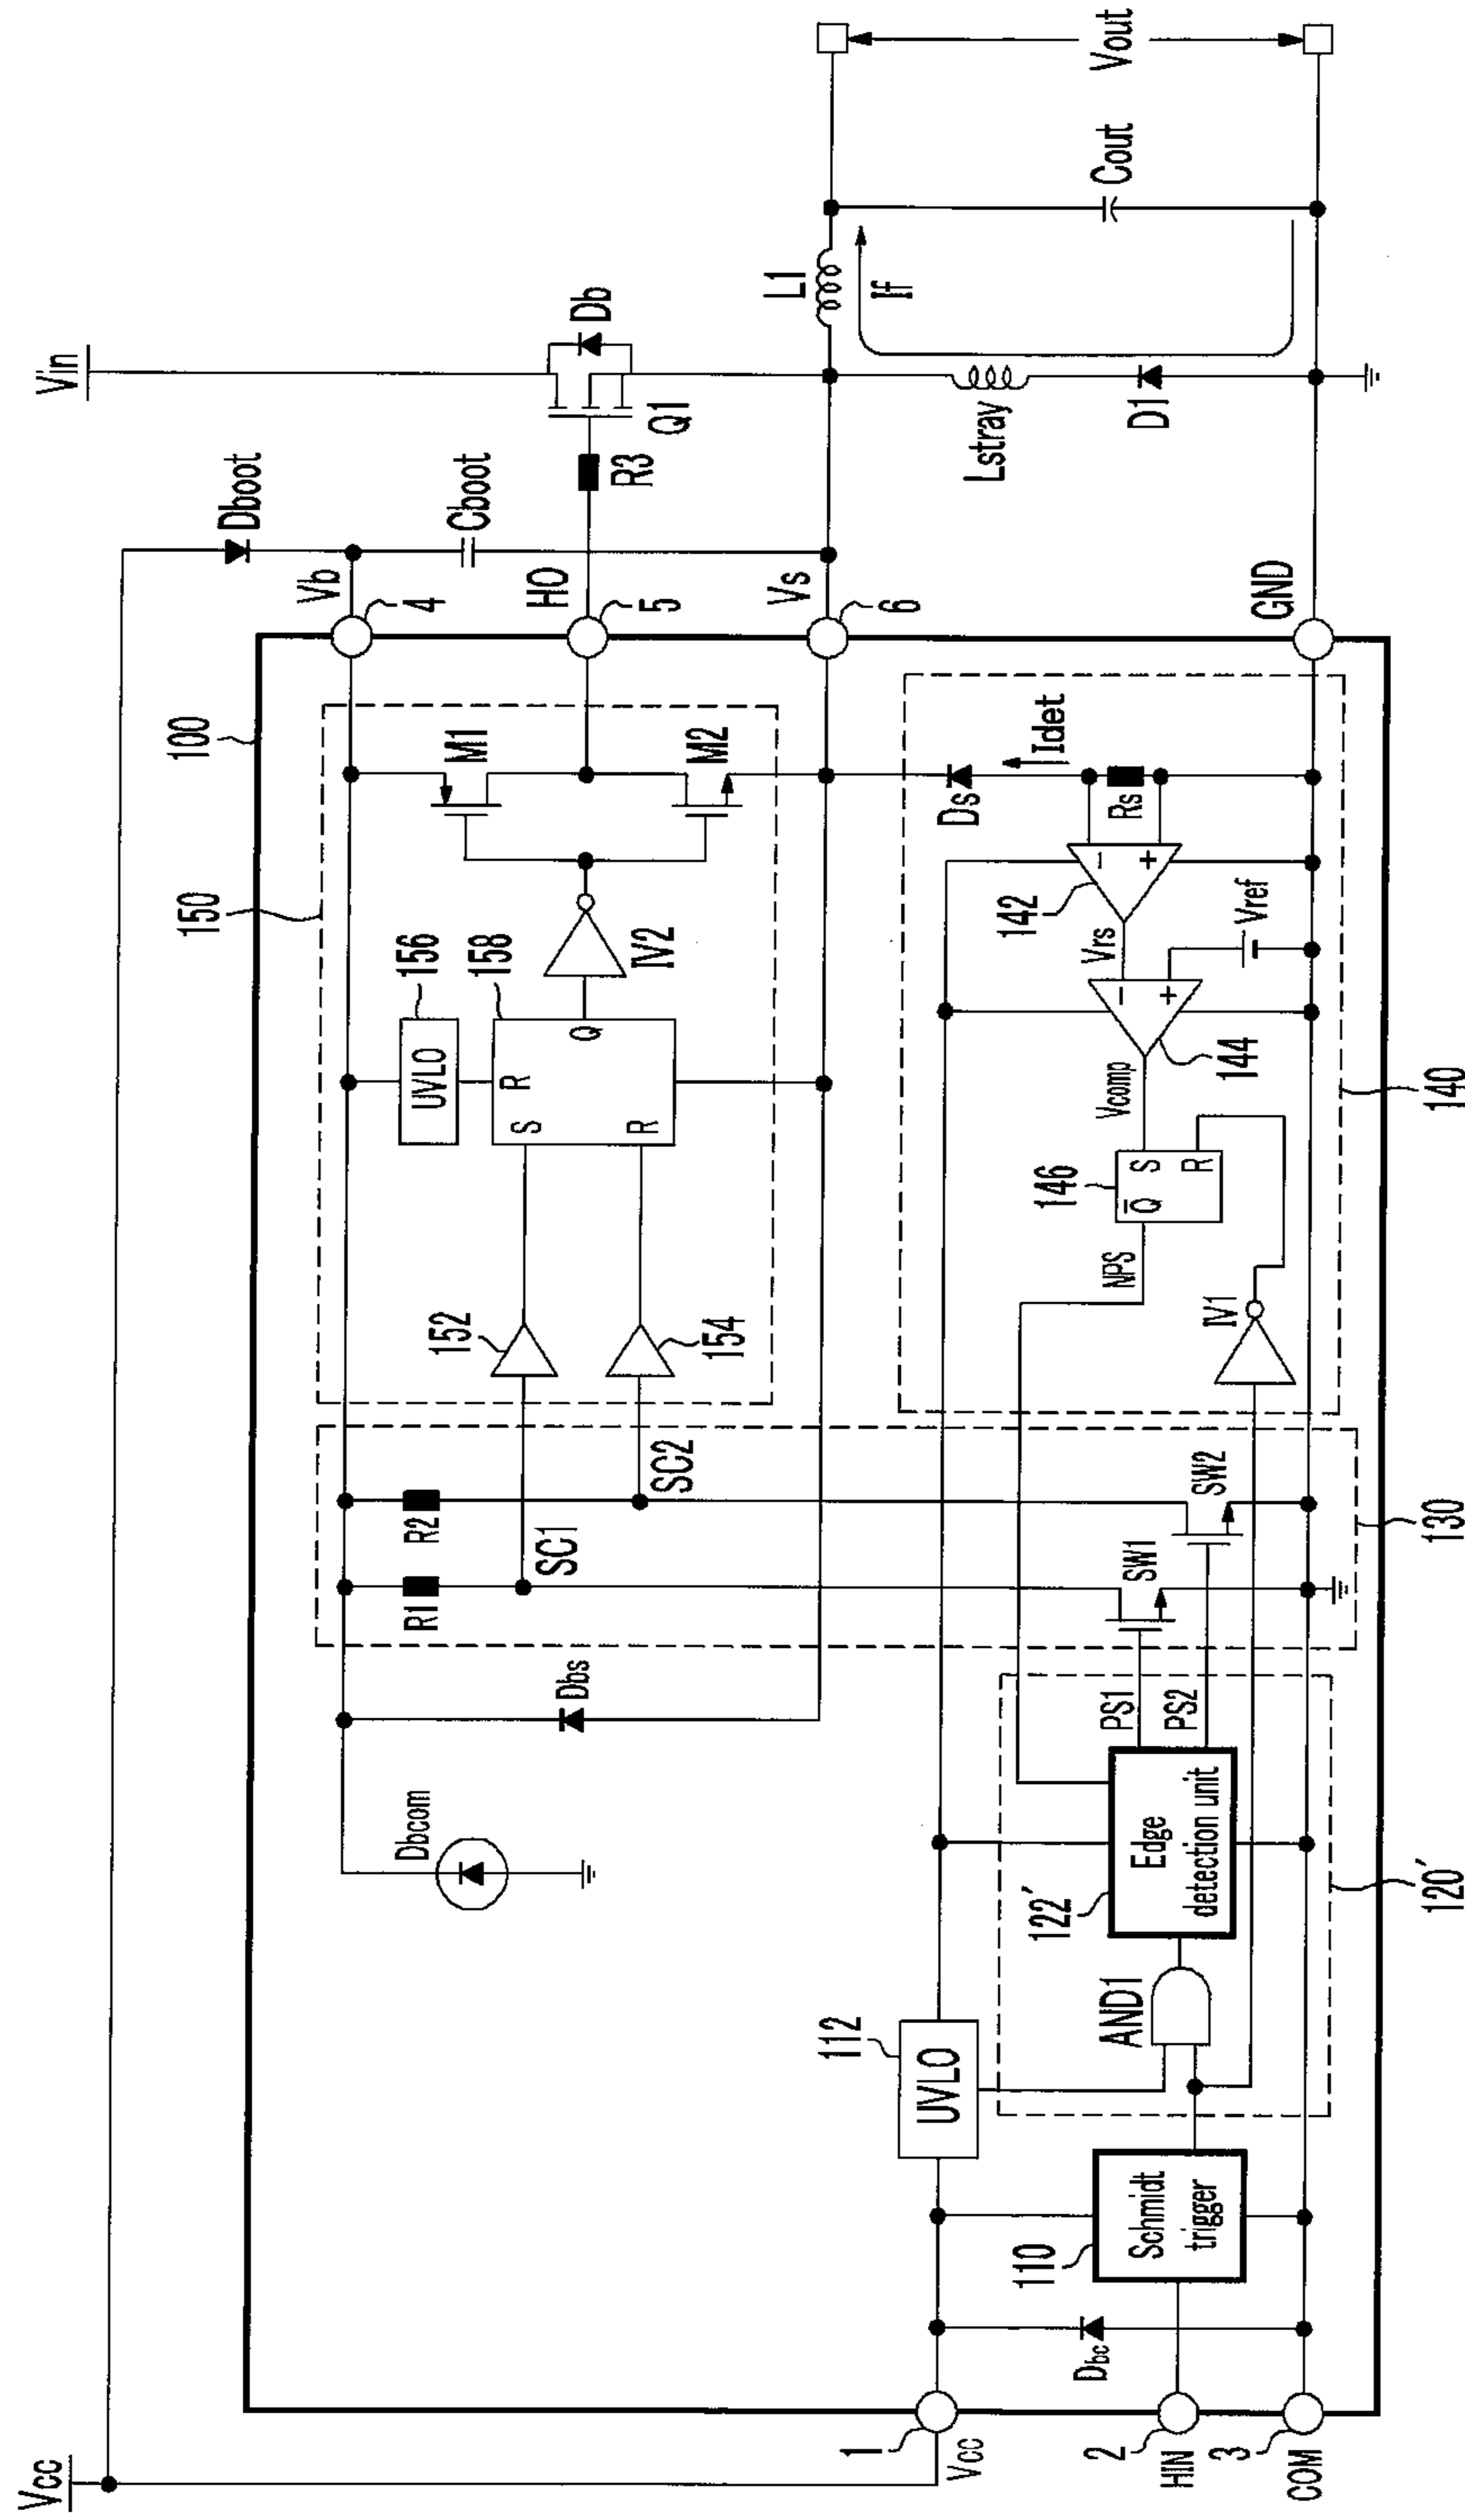 Vcc
Vin
Dboot
Vb
4
Cboot
HO
5
R3
Q1
Db
Vs
6
L1
If
Lstray
D1
Cout
Vout
GND
100
150
156
UVLO
158
S
R
R
Q
IV2
M1
M2
152
154
R1
R2
SC1
SC2
Dbcom
Dbs
Ds
Idet
Rs
142
-
+
Vrs
Vref
144
-
+
Vcomp
146
Q̄
S
R
NPS
IV1
140
SW1
SW2
130
PS1
PS2
122′
Edge
detection unit
AND1
120′
112
UVLO
110
Schmidt
trigger
Dbc
1
Vcc
2
HIN
3
COM